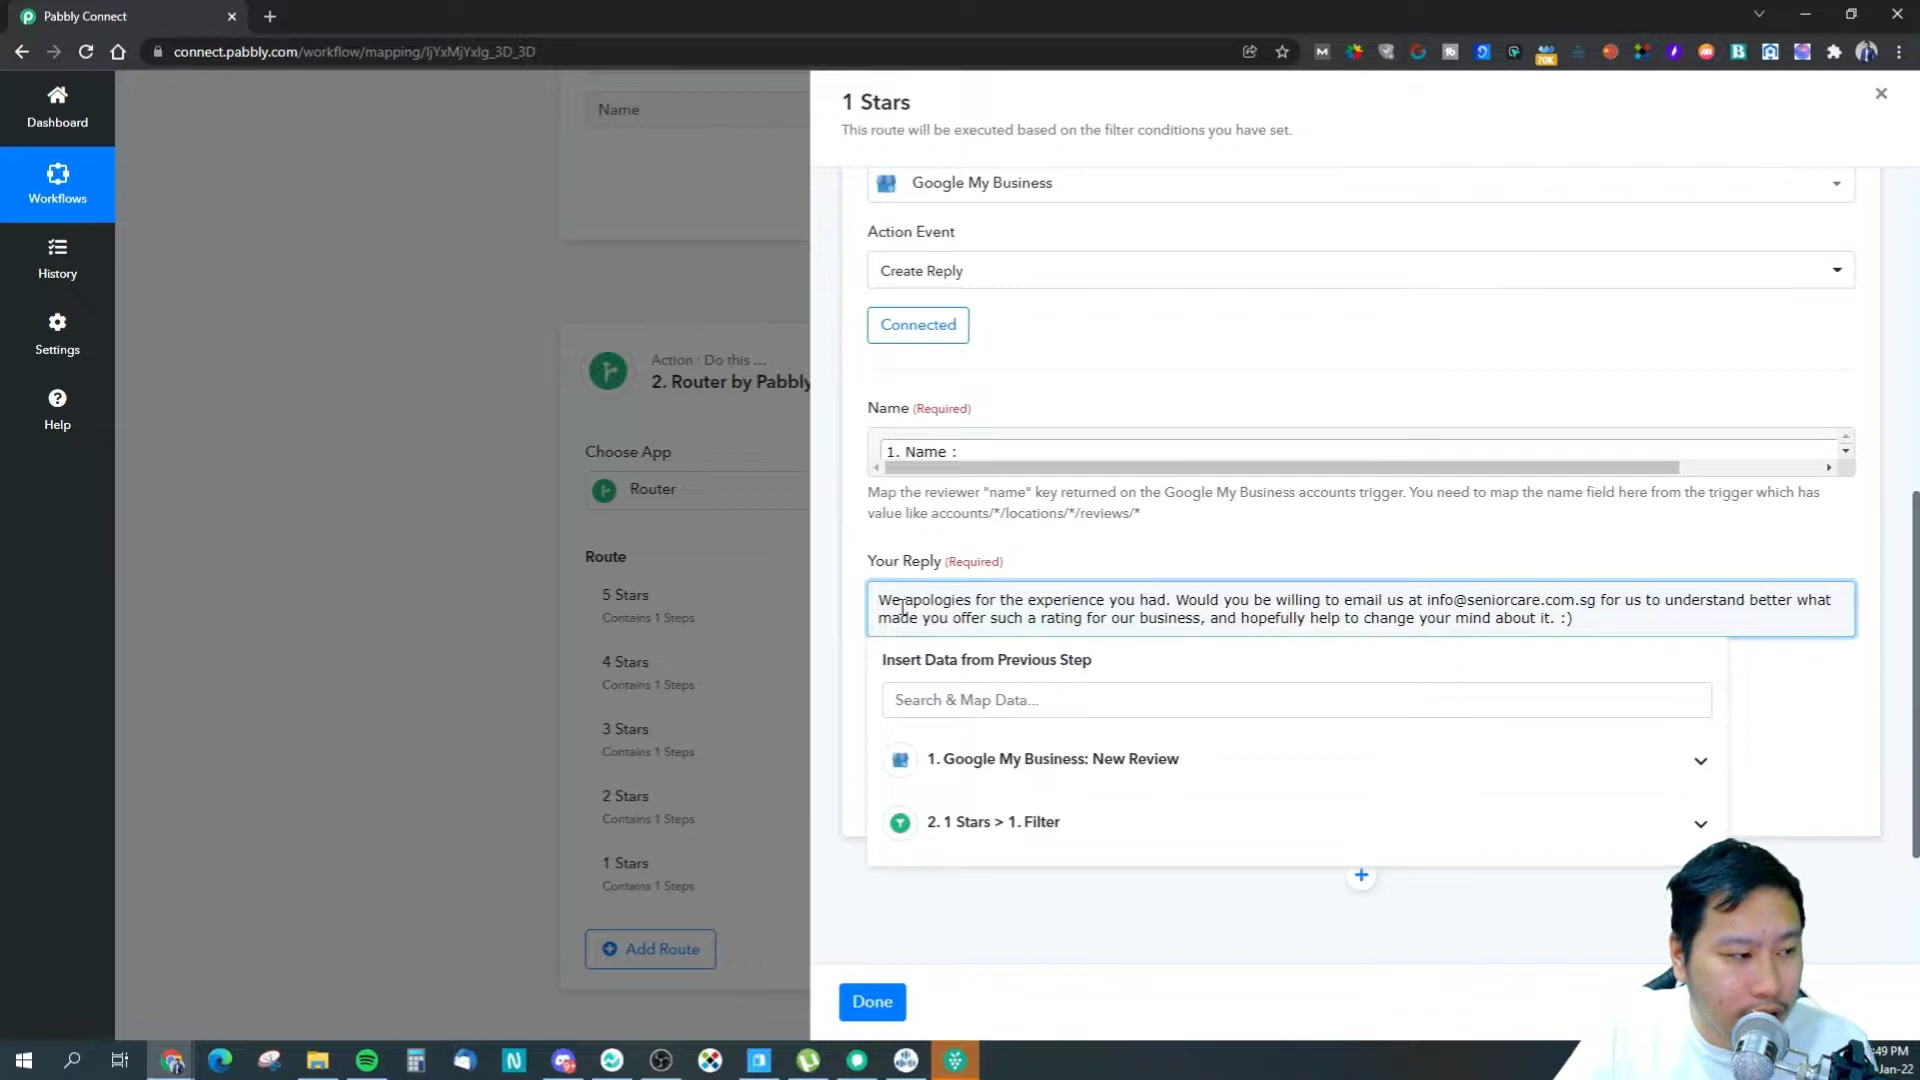 Pabbly Connect
connect.pabbly.com/workflow/mapping/IjYxMjYxIg_3D_3D
70K
Dashboard
Workflows
History
Settings
Help
Name
Action : Do this ...
2. Router by Pabbly
Choose App
Router
Route
5 Stars
Contains 1 Steps
4 Stars
Contains 1 Steps
3 Stars
Contains 1 Steps
2 Stars
Contains 1 Steps
1 Stars
Contains 1 Steps
Add Route
1 Stars
This route will be executed based on the filter conditions you have set.
Google My Business
Action Event
Create Reply
Connected
Name (Required)
1. Name :
Map the reviewer "name" key returned on the Google My Business accounts trigger. You need to map the name field here from the trigger which has
value like accounts/*/locations/*/reviews/*
Your Reply (Required)
We apologies for the experience you had. Would you be willing to email us at info@seniorcare.com.sg for us to understand better what
made you offer such a rating for our business, and hopefully help to change your mind about it. :)
Insert Data from Previous Step
Search & Map Data...
1. Google My Business: New Review
2. 1 Stars > 1. Filter
Done
:49 PM
-Jan-22